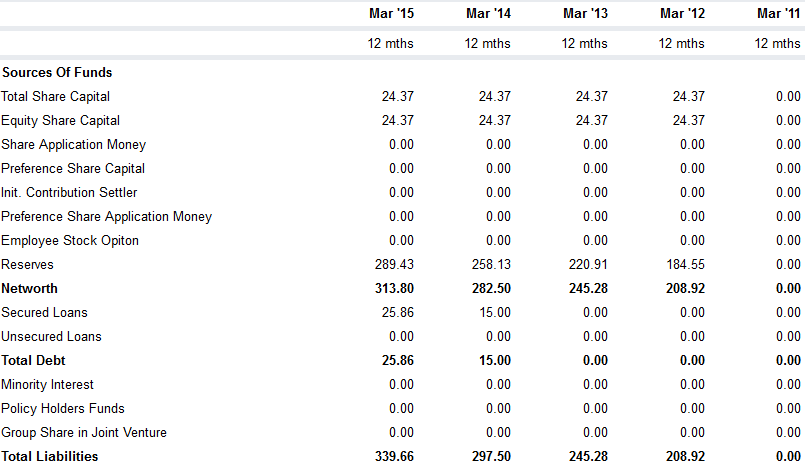 Mar '15 Mar '14 Mar '13 Mar '12 Mar '11
12 mths 12 mths 12 mths 12 mths 12 mths
Sources Of Funds
Total Share Capital 24.37 24.37 24.37 24.37 0.00
Equity Share Capital 24.37 24.37 24.37 24.37 0.00
Share Application Money 0.00 0.00 0.00 0.00 0.00
Preference Share Capital 0.00 0.00 0.00 0.00 0.00
Init. Contribution Settler 0.00 0.00 0.00 0.00 0.00
Preference Share Application Money 0.00 0.00 0.00 0.00 0.00
Employee Stock Opiton 0.00 0.00 0.00 0.00 0.00
Reserves 289.43 258.13 220.91 184.55 0.00
Networth 313.80 282.50 245.28 208.92 0.00
Secured Loans 25.86 15.00 0.00 0.00 0.00
Unsecured Loans 0.00 0.00 0.00 0.00 0.00
Total Debt 25.86 15.00 0.00 0.00 0.00
Minority Interest 0.00 0.00 0.00 0.00 0.00
Policy Holders Funds 0.00 0.00 0.00 0.00 0.00
Group Share in Joint Venture 0.00 0.00 0.00 0.00 0.00
Total Liabilities 339.66 297.50 245.28 208.92 0.00